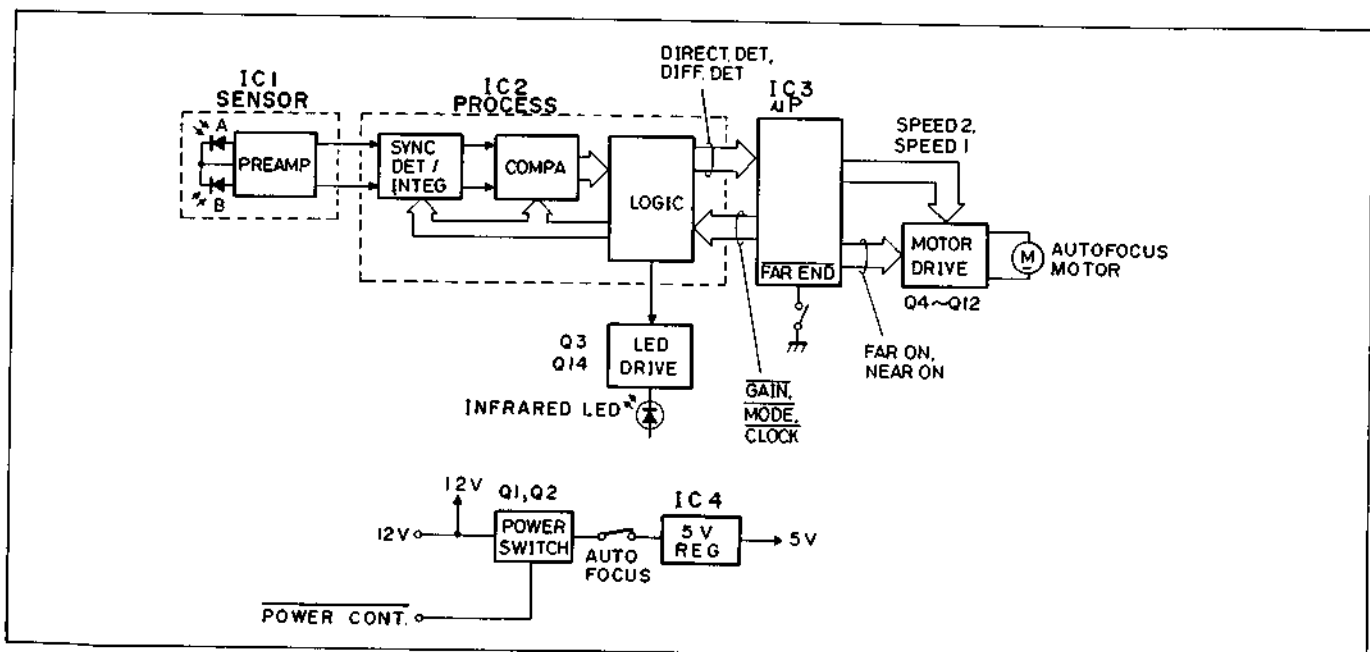 IC1
SENSOR
A
B
PREAMP
IC2
PROCESS
SYNC
DET /
INTEG
COMPA
LOGIC
DIRECT. DET,
DIFF. DET
IC3
μP
FAR END
SPEED 2,
SPEED 1
MOTOR
DRIVE
Q4~Q12
M
AUTOFOCUS
MOTOR
FAR ON,
NEAR ON
GAIN,
MODE,
CLOCK
Q3
Q14
LED
DRIVE
INFRARED LED
12V
12V
Q1,Q2
POWER
SWITCH
AUTO
FOCUS
IC4
5V
REG
5V
POWER CONT.